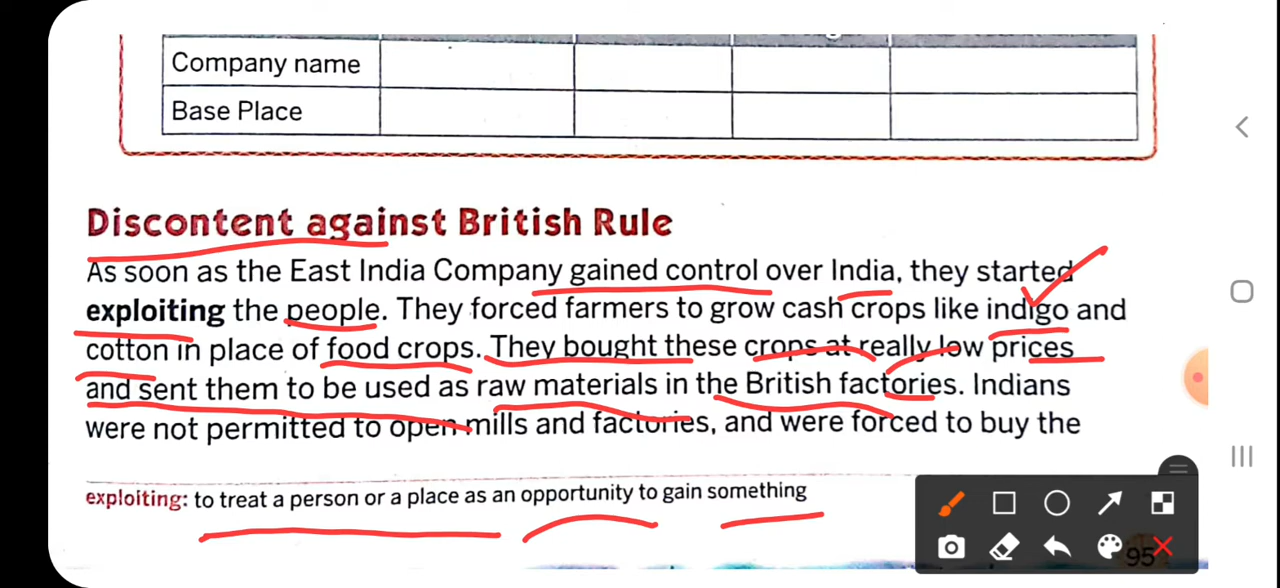 Company name
Base Place
Discontent against British Rule
As soon as the East India Company gained control over India, they started
exploiting the people. They forced farmers to grow cash crops like indigo and
cotton in place of food crops. They bought these crops at really low prices
and sent them to be used as raw materials in the British factories. Indians
were not permitted to open mills and factories, and were forced to buy the
exploiting: to treat a person or a place as an opportunity to gain something
95